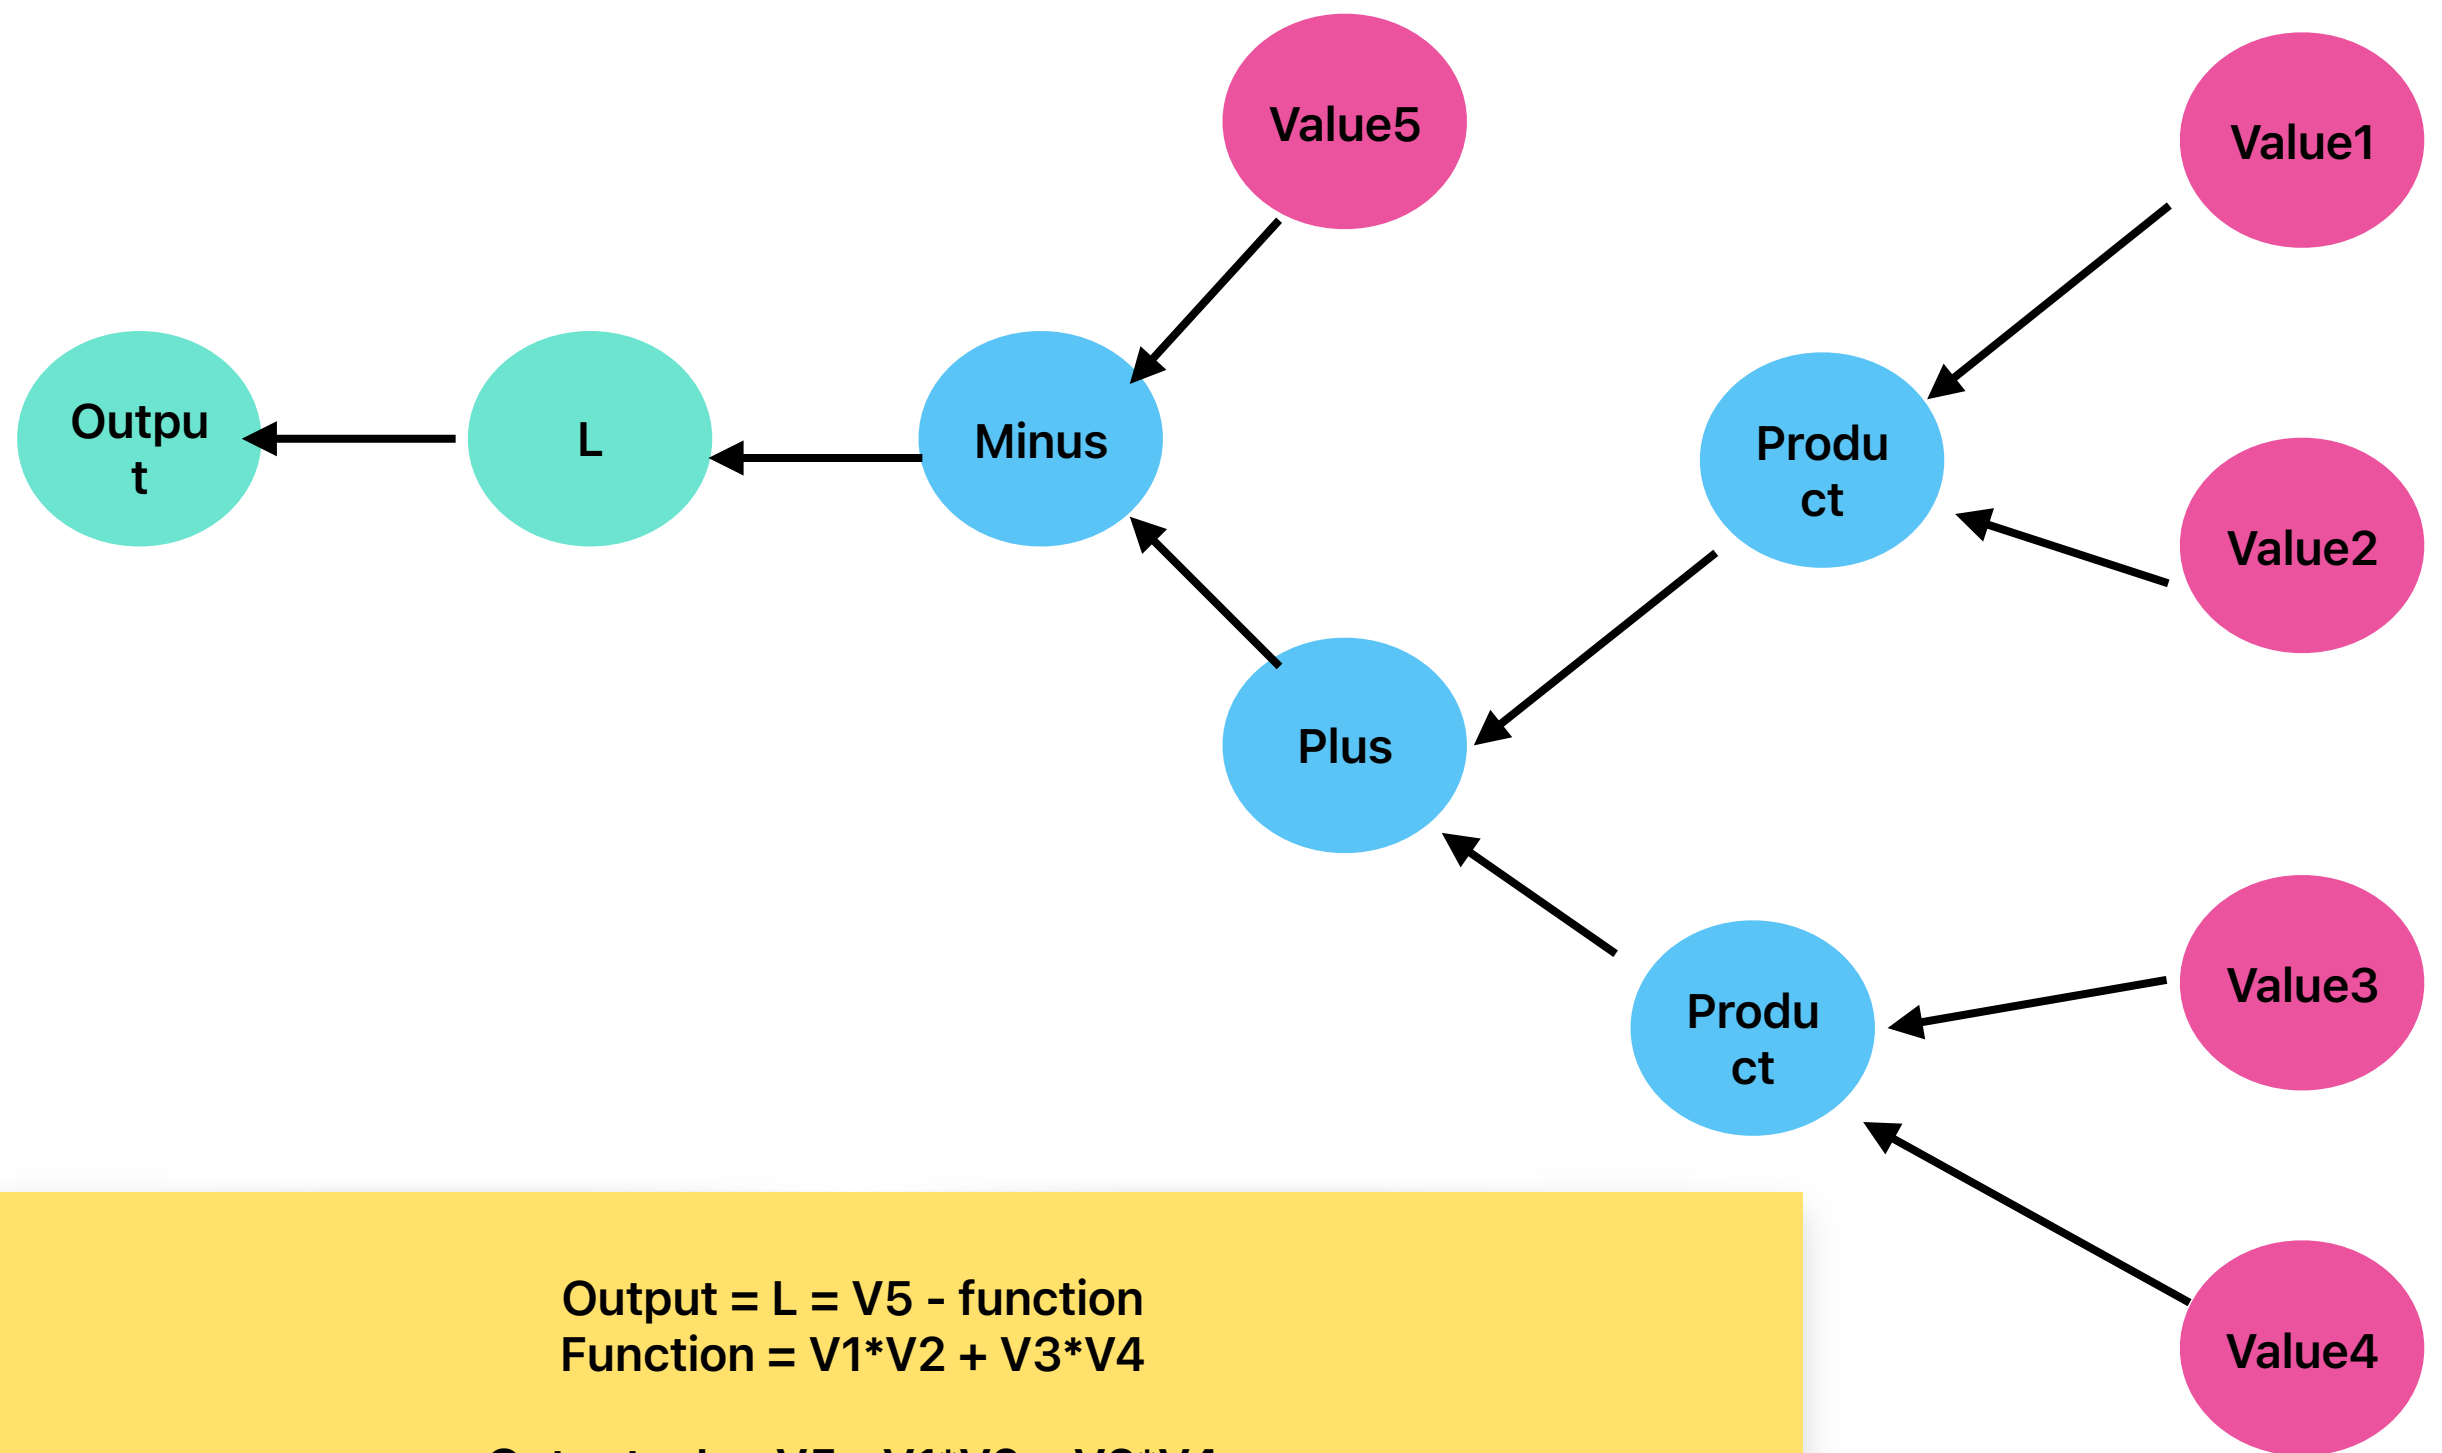 Value5
Value1
Outpu
t
L
Minus
Produ
ct
Value2
Plus
Value3
Produ
ct
Value4
Output = L = V5 - function
Function = V1*V2 + V3*V4